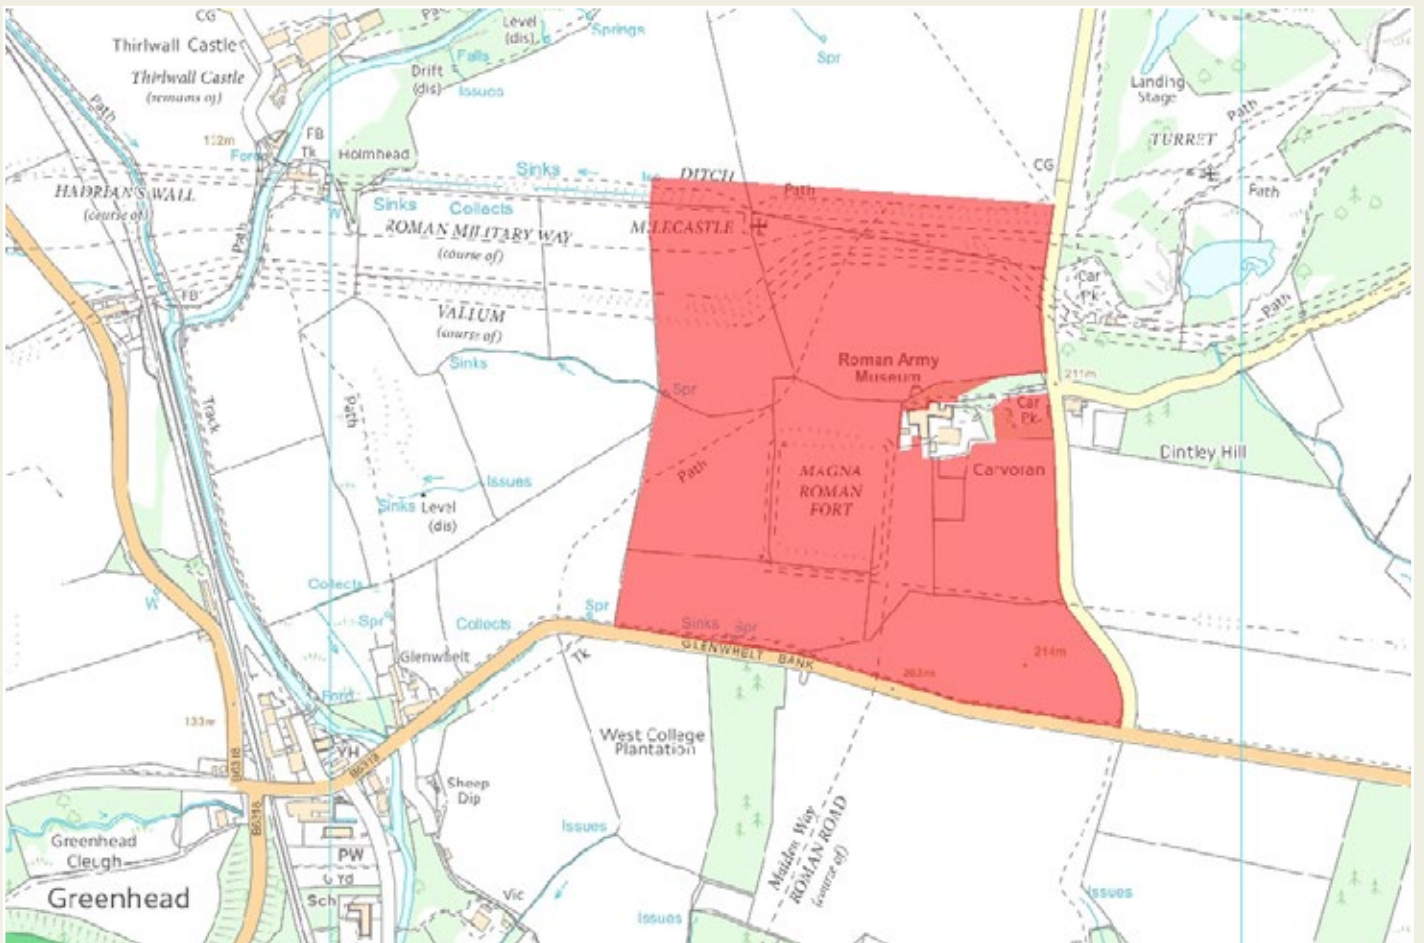 CG
Thirlwall Castle
Thirlwall Castle
(remains of)
Path
Path
Level
(dis)
Springs
Falls
Drift
(dis)
Issues
Spr
Landing
Stage
Path
TURRET
FB
Tk
Holmhead
Sinks
DITCH
Path
CG
Path
HADRIAN'S WALL
(course of)
Sinks
Collects
ROMAN MILITARY WAY
(course of)
MILECASTLE
Path
Car
Pk
FB
VALLUM
(course of)
Path
Sinks
Roman Army
Museum
211m
Spr
Car
Pk
Track
Path
Dintley Hill
Path
MAGNA
ROMAN
FORT
Carvoran
Issues
Sinks
Level
(dis)
W
Collects
Spr
Collects
Spr
Sinks
Spr
GLENWHELT BANK
214m
Tk
Glenwhelt
Ford
133m
West College
Plantation
YH
B6318
B6318
Sheep
Dip
Maiden Way
ROMAN ROAD
(course of)
Issues
Greenhead
Cleugh
PW
Sch
Greenhead
Vic
Issues
Issues